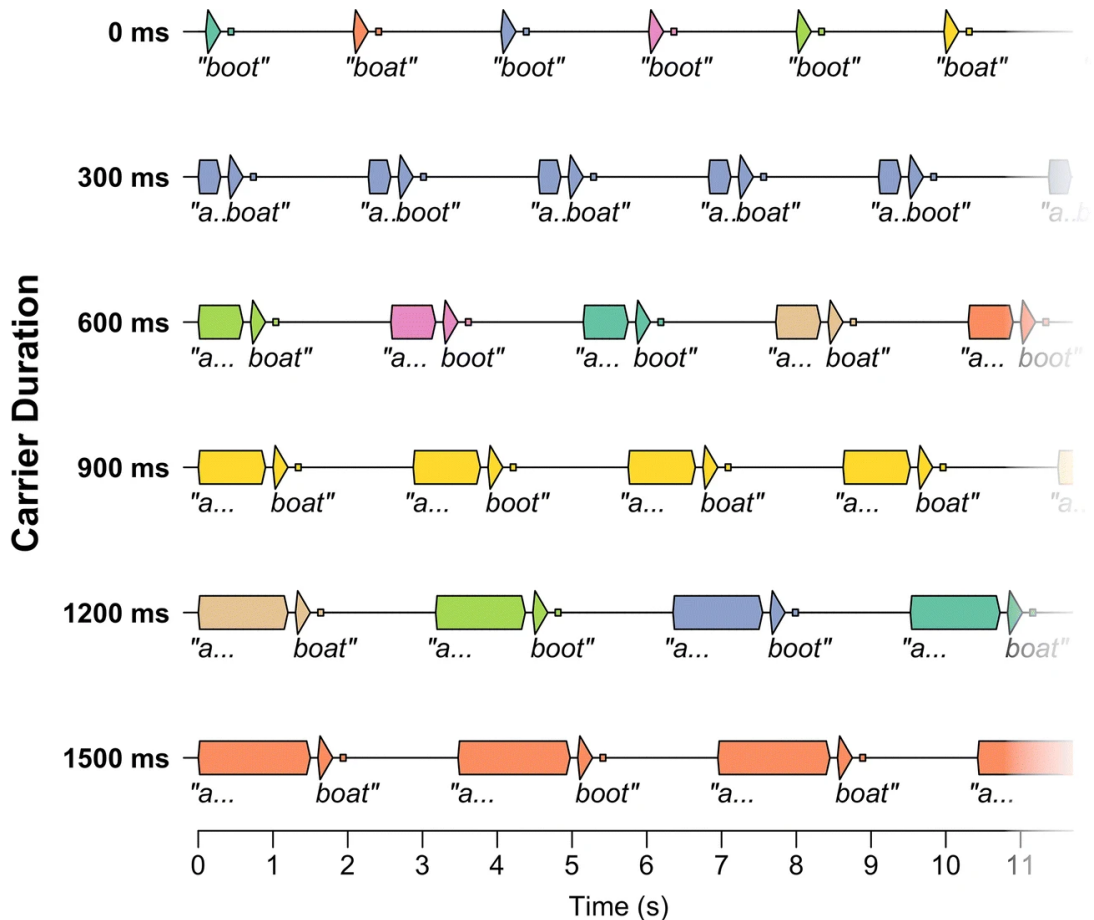 0 ms
"boot" "boat" "boot" "boot" "boot" "boat"
300 ms
"a..boat" "a..boot" "a..boat" "a..boat" "a..boot" "a..b
600 ms
"a... boat" "a... boot" "a... boot" "a... boat" "a... boot"
900 ms
"a... boat" "a... boot" "a... boat" "a... boat" "a..
1200 ms
"a... boat" "a... boot" "a... boot" "a... boat"
1500 ms
"a... boat" "a... boot" "a... boat" "a...
Carrier Duration
0 1 2 3 4 5 6 7 8 9 10 11
Time (s)